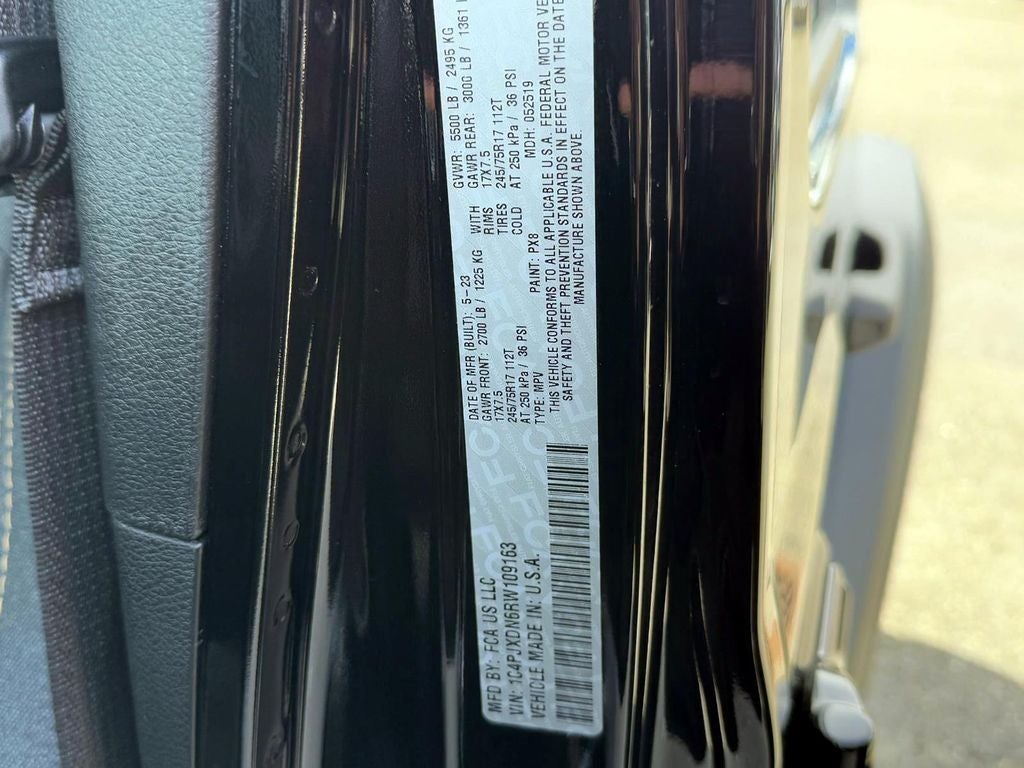 MFD BY: FCA US LLC
VIN: 1C4PJXDN6RW109163
VEHICLE MADE IN: U.S.A.
DATE OF MFR (BUILT): 5-23 GVWR: 5500 LB / 2495 KG
GAWR FRONT: 2700 LB / 1225 KG WITH GAWR REAR: 3000 LB / 1361
17X7.5 RIMS 17X7.5
245/75R17 112T TIRES 245/75R17 112T
AT 250 kPa / 36 PSI COLD AT 250 kPa / 36 PSI
TYPE: MPV PAINT: PX8 MDH: 052519
THIS VEHICLE CONFORMS TO ALL APPLICABLE U.S.A. FEDERAL MOTOR VE
SAFETY AND THEFT PREVENTION STANDARDS IN EFFECT ON THE DATE
MANUFACTURE SHOWN ABOVE.